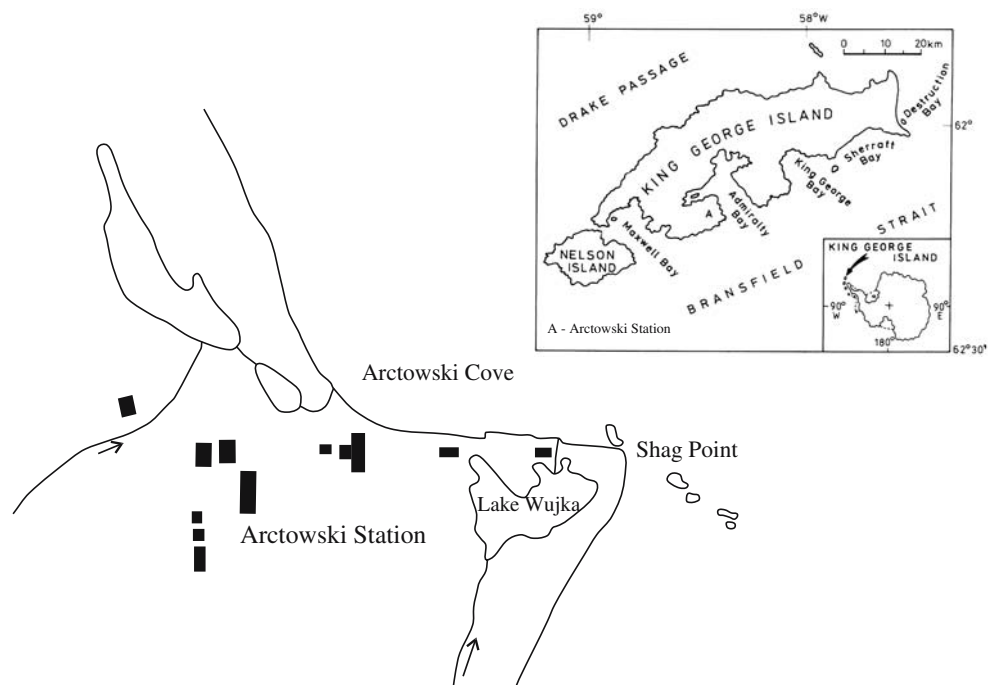 59°
58°W
0 10 20km
DRAKE PASSAGE
Destruction
Bay
62°
KING GEORGE ISLAND
Sherratt
Bay
King George
Bay
Admiralty
Bay
A
Maxwell Bay
STRAIT
BRANSFIELD
NELSON
ISLAND
KING GEORGE
ISLAND
90°
W
90°
E
180°
A - Arctowski Station
62°30'
Arctowski Cove
Shag Point
Lake Wujka
Arctowski Station